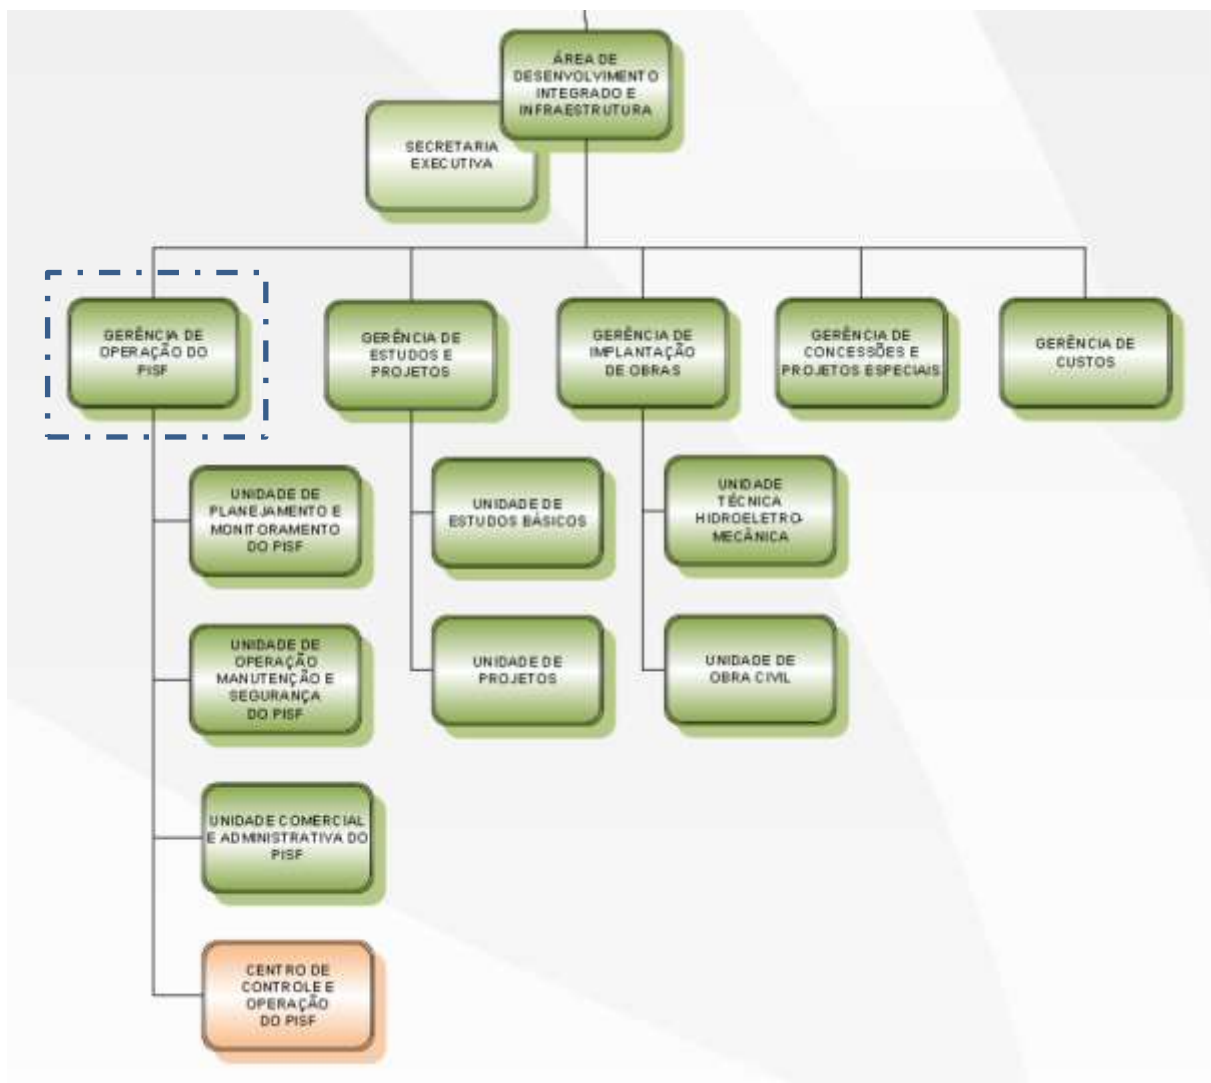 ÁREA DE
DESENVOLVIMENTO
INTEGRADO E
INFRAESTRUTURA
SECRETARIA
EXECUTIVA
GERÊNCIA DE
OPERAÇÃO DO
PISF
GERÊNCIA DE
ESTUDOS E
PROJETOS
GERÊNCIA DE
IMPLANTAÇÃO
DE OBRAS
GERÊNCIA DE
CONCESSÕES E
PROJETOS ESPECIAIS
GERÊNCIA DE
CUSTOS
UNIDADE DE
PLANEJAMENTO E
MONITORAMENTO
DO PISF
UNIDADE DE
ESTUDOS BÁSICOS
UNIDADE
TÉCNICA
HIDROELETRO-
MECÂNICA
UNIDADE DE
OPERAÇÃO
MANUTENÇÃO E
SEGURANÇA
DO PISF
UNIDADE DE
PROJETOS
UNIDADE DE
OBRA CIVIL
UNIDADE COMERCIAL
E ADMINISTRATIVA DO
PISF
CENTRO DE
CONTROLE E
OPERAÇÃO
DO PISF